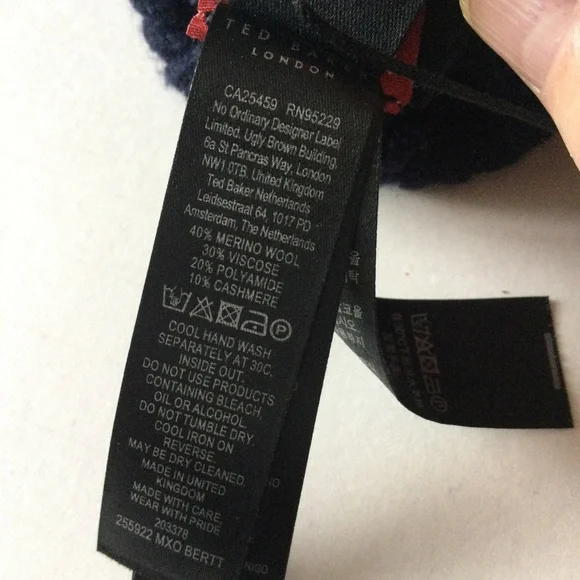 TED BAKER
LONDON
CA25459 RN95229
No Ordinary Designer Label
Limited. Ugly Brown Building,
6a St Pancras Way, London
NW1 0TB, United Kingdom
Ted Baker Netherlands
Leidsestraat 64, 1017 PD
Amsterdam, The Netherlands
40% MERINO WOOL
30% VISCOSE
20% POLYAMIDE
10% CASHMERE
P
COOL HAND WASH
SEPARATELY AT 30C,
INSIDE OUT.
DO NOT USE PRODUCTS
CONTAINING BLEACH,
OIL OR ALCOHOL.
DO NOT TUMBLE DRY.
COOL IRON ON
REVERSE.
MAY BE DRY CLEANED.
MADE IN UNITED
KINGDOM
MADE WITH CARE,
WEAR WITH PRIDE
203378
255922 MXO BERTT